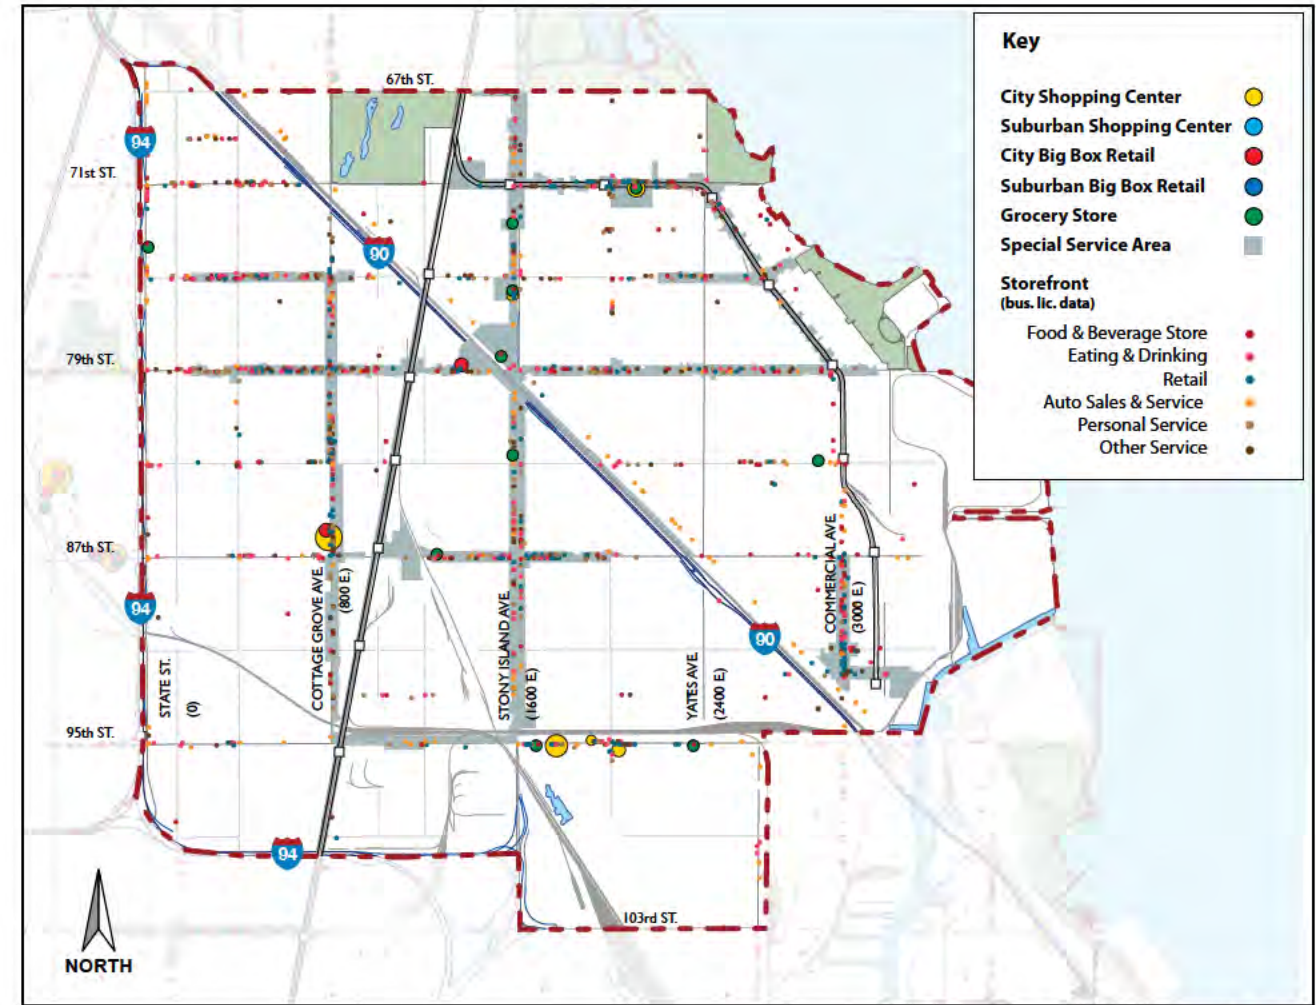 Key
City Shopping Center
Suburban Shopping Center
City Big Box Retail
Suburban Big Box Retail
Grocery Store
Special Service Area
Storefront
(bus. lic. data)
Food & Beverage Store
Eating & Drinking
Retail
Auto Sales & Service
Personal Service
Other Service
67th ST.
94
71st ST.
90
79th ST.
87th ST.
94
COTTAGE GROVE AVE.
(800 E.)
STATE ST.
(0)
STONY ISLAND AVE.
(1600 E.)
YATES AVE.
(2400 E.)
COMMERCIAL AVE.
(3000 E.)
90
95th ST.
94
103rd ST.
NORTH